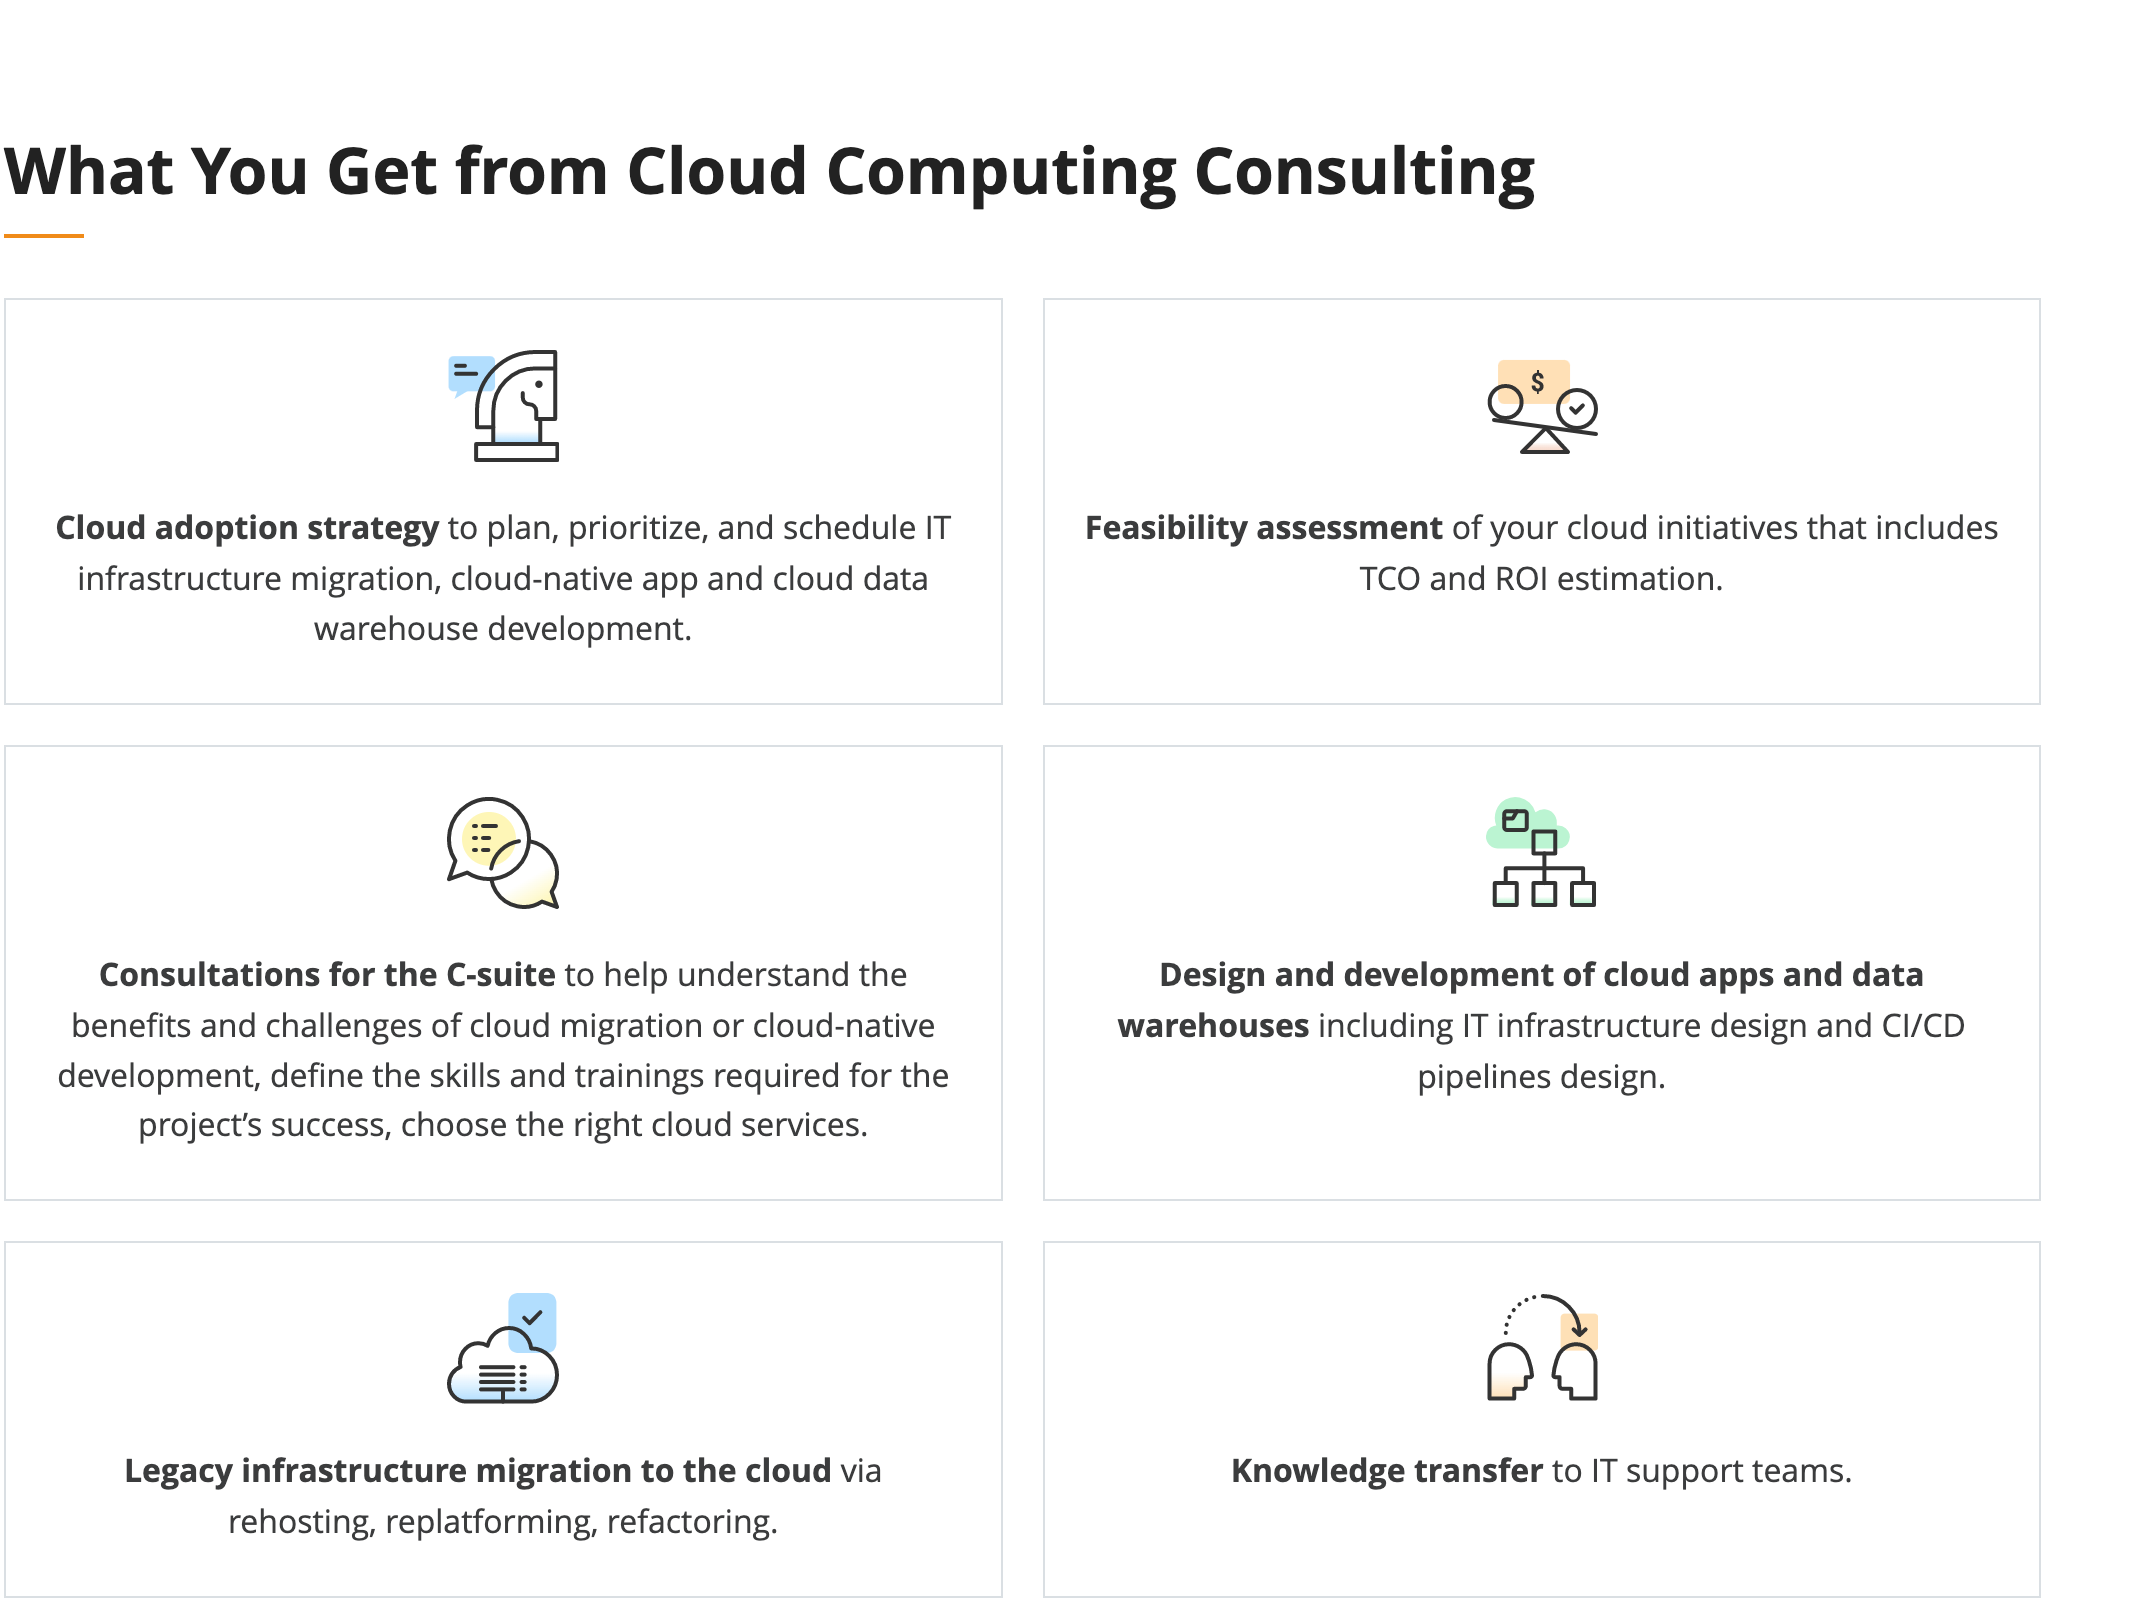 What You Get from Cloud Computing Consulting
$
Cloud adoption strategy to plan, prioritize, and schedule IT
infrastructure migration, cloud-native app and cloud data
warehouse development.
Feasibility assessment of your cloud initiatives that includes
TCO and ROI estimation.
Consultations for the C-suite to help understand the
benefits and challenges of cloud migration or cloud-native
development, define the skills and trainings required for the
project’s success, choose the right cloud services.
Design and development of cloud apps and data
warehouses including IT infrastructure design and CI/CD
pipelines design.
Legacy infrastructure migration to the cloud via
rehosting, replatforming, refactoring.
Knowledge transfer to IT support teams.